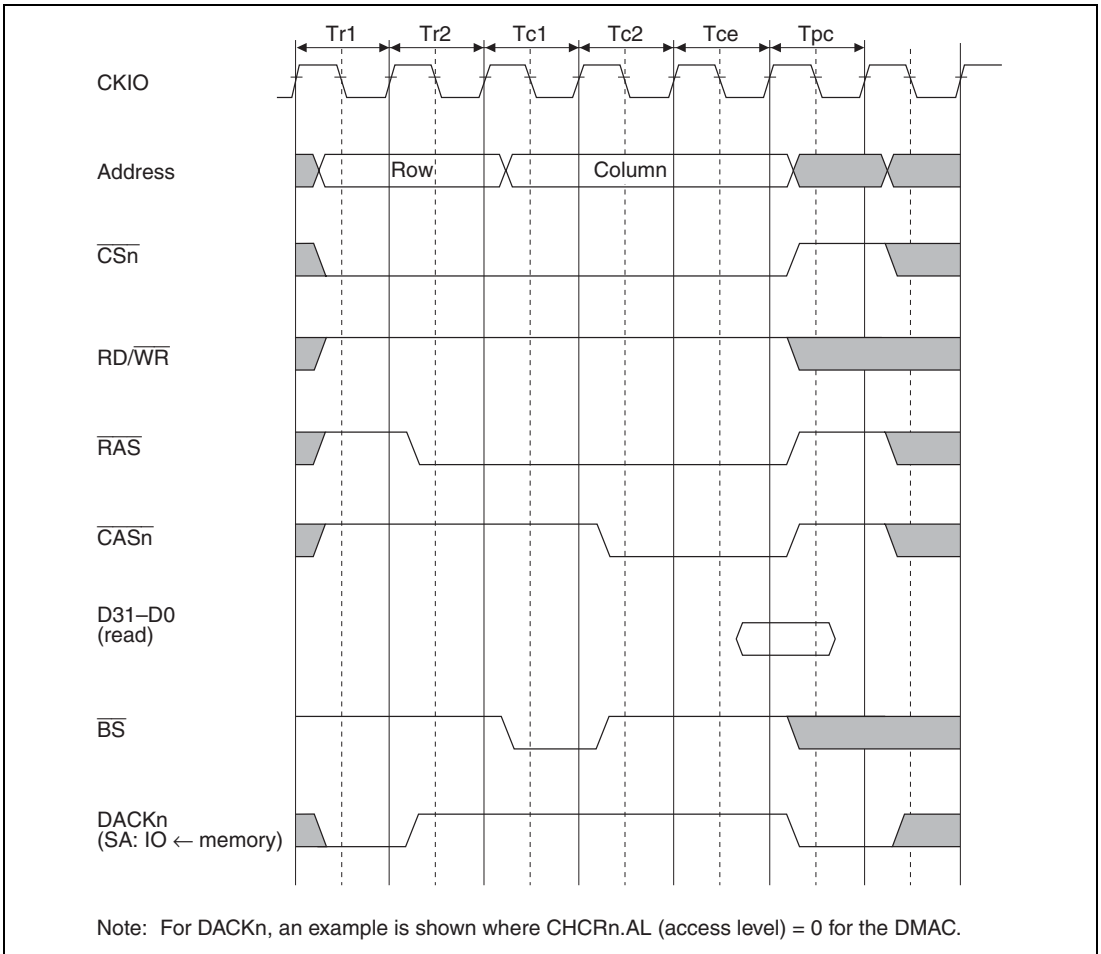 Tr1 Tr2 Tc1 Tc2 Tce Tpc
CKIO
Address
Row
Column
CSn
RD/WR
RAS
CASn
D31–D0
(read)
BS
DACKn
(SA: IO ← memory)
Note: For DACKn, an example is shown where CHCRn.AL (access level) = 0 for the DMAC.